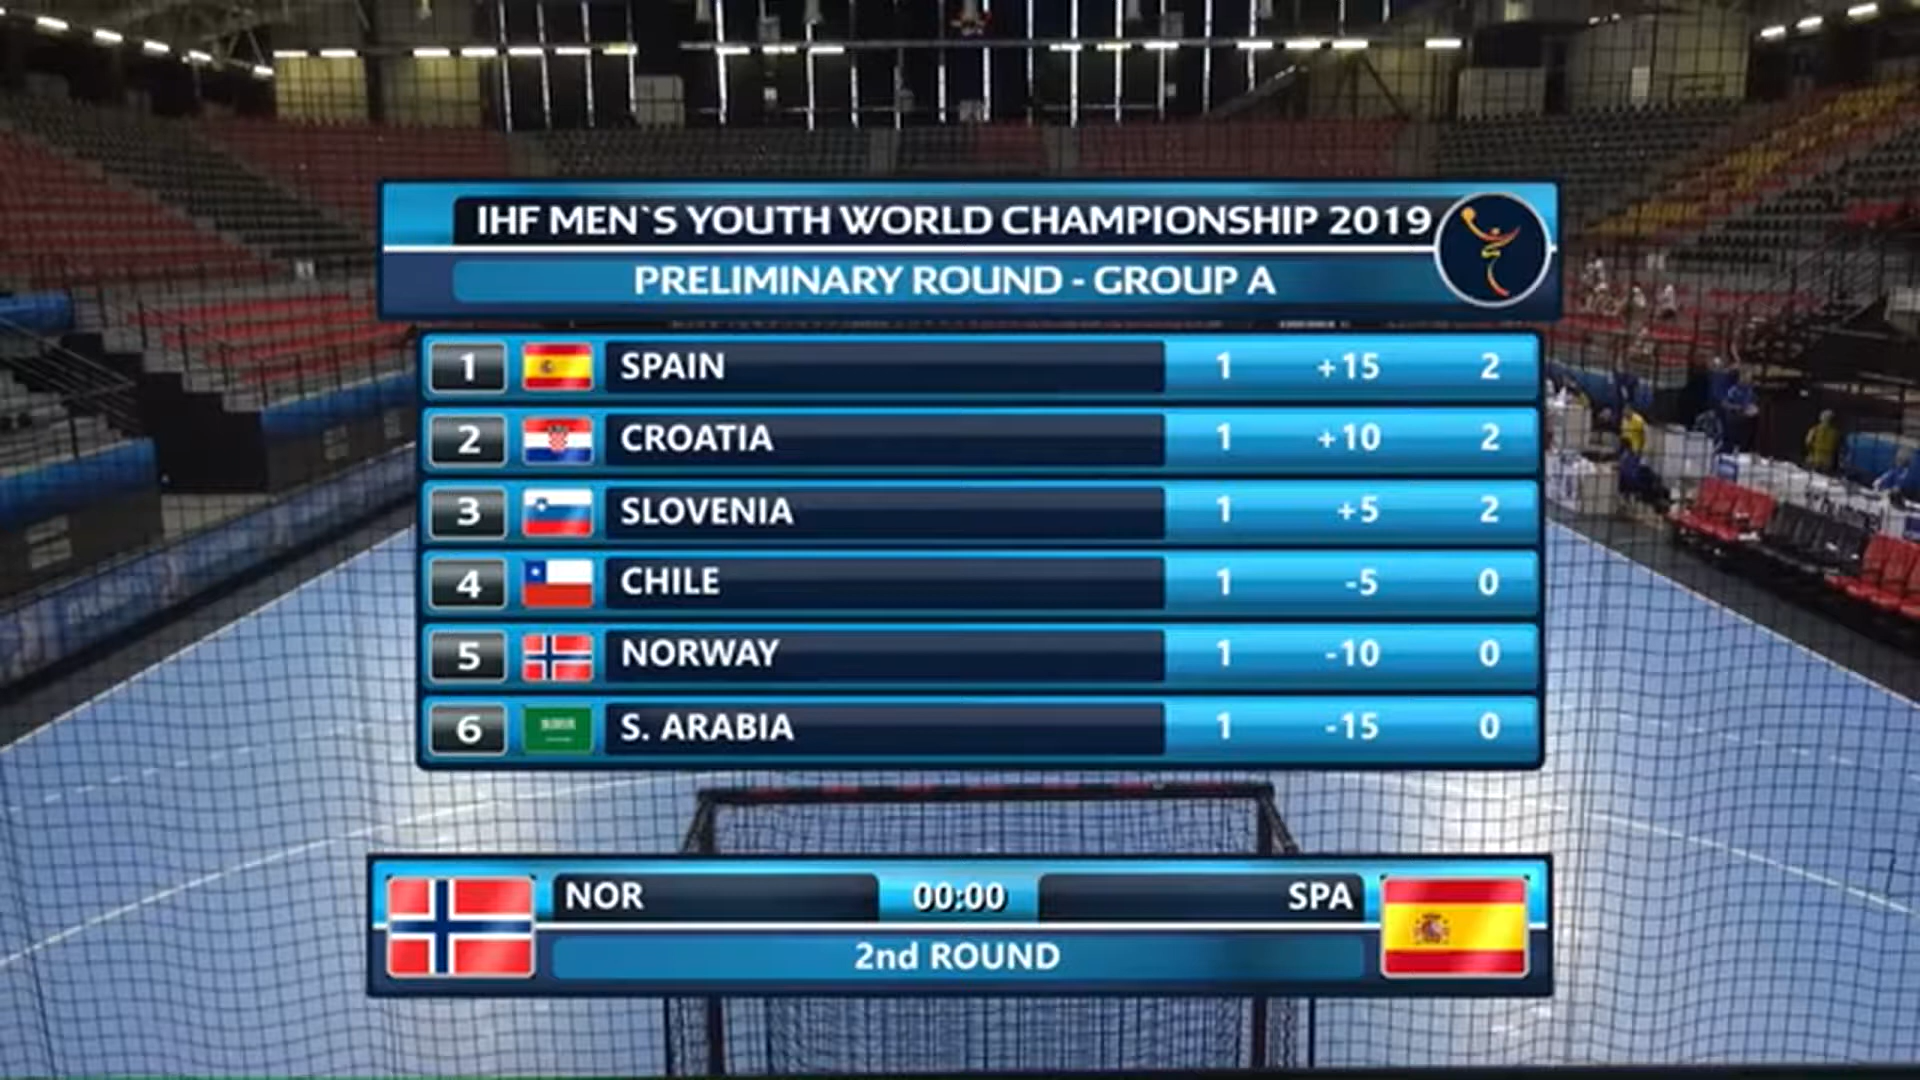 IHF MEN`S YOUTH WORLD CHAMPIONSHIP 2019
PRELIMINARY ROUND - GROUP A
1 SPAIN 1 +15 2
2 CROATIA 1 +10 2
3 SLOVENIA 1 +5 2
4 CHILE 1 -5 0
5 NORWAY 1 -10 0
6 S. ARABIA 1 -15 0
NOR 00:00 SPA
2nd ROUND